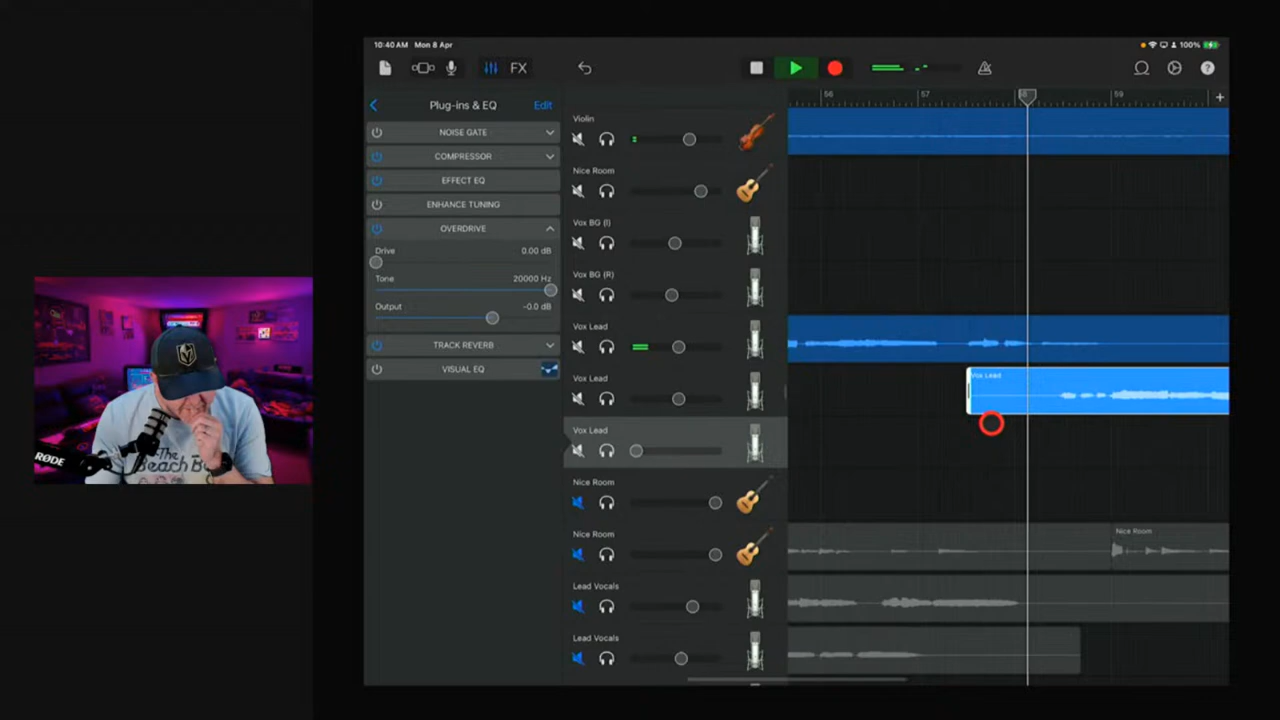 10:40 AM Mon 8 Apr
100%
FX
Plug-ins & EQ
Edit
NOISE GATE
COMPRESSOR
EFFECT EQ
ENHANCE TUNING
OVERDRIVE
Drive 0.00 dB
Tone 20000 Hz
Output -0.0 dB
TRACK REVERB
VISUAL EQ
Violin
Nice Room
Vox BG (l)
Vox BG (R)
Vox Lead
Vox Lead
Vox Lead
Nice Room
Nice Room
Lead Vocals
Lead Vocals
56 57 58 59 +
Vox Lead
Nice Room
RØDE
The
Beach Bo